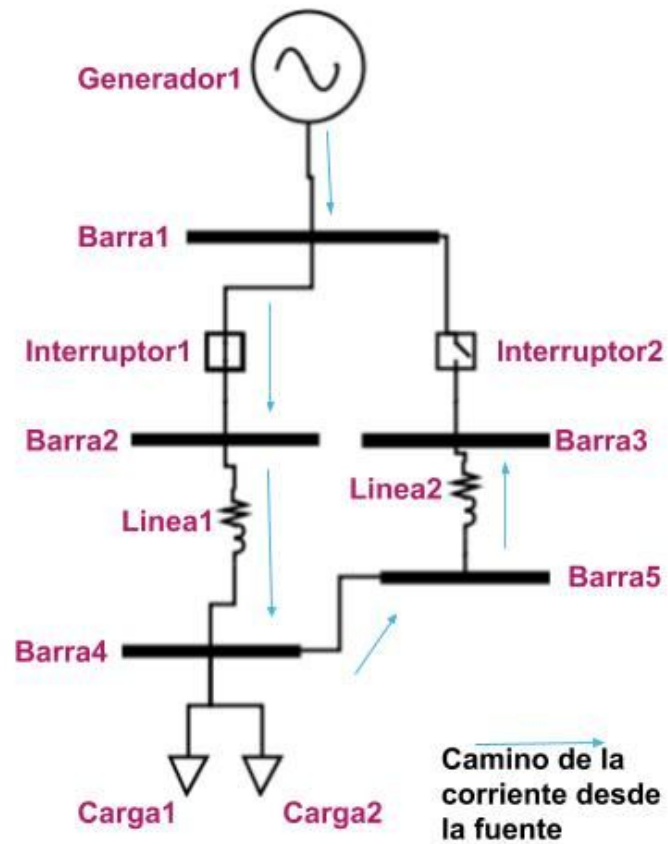 Generador1
Barra1
Interruptor1
Interruptor2
Barra2
Barra3
Linea1
Linea2
Barra5
Barra4
Carga1
Carga2
Camino de la
corriente desde
la fuente